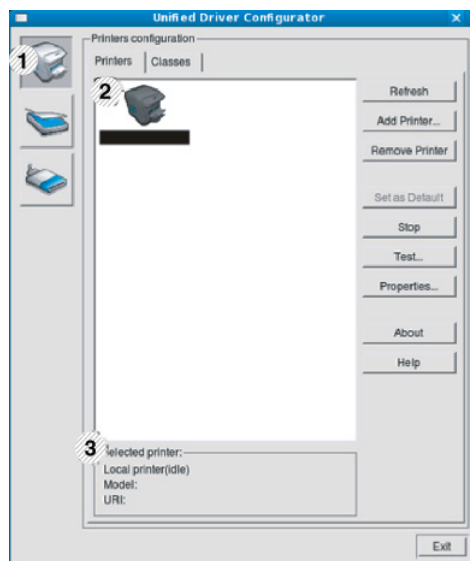 Unified Driver Configurator
1
Printers configuration
Printers
Classes
2
Refresh
Add Printer...
Remove Printer
Set as Default
Stop
Test...
Properties...
About
Help
3
Selected printer:
Local printer(idle)
Model:
URI:
Exit